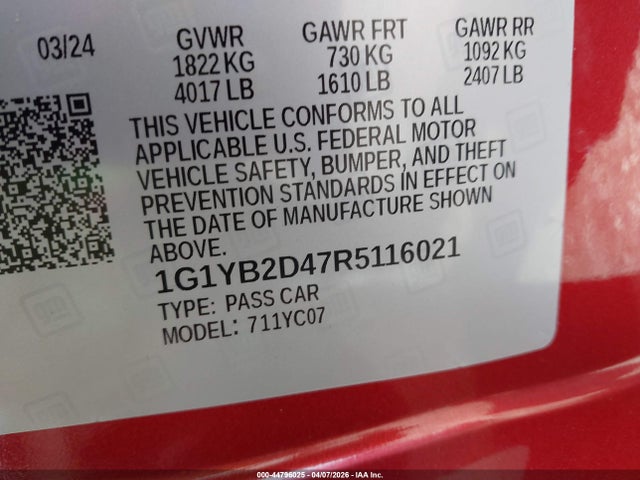 03/24 GVWR GAWR FRT GAWR RR
1822 KG 730 KG 1092 KG
4017 LB 1610 LB 2407 LB
THIS VEHICLE CONFORMS TO ALL
APPLICABLE U.S. FEDERAL MOTOR
VEHICLE SAFETY, BUMPER, AND THEFT
PREVENTION STANDARDS IN EFFECT ON
THE DATE OF MANUFACTURE SHOWN
ABOVE.
1G1YB2D47R5116021
TYPE: PASS CAR
MODEL: 711YC07
000-44796025 - 04/07/2026 - IAA Inc.